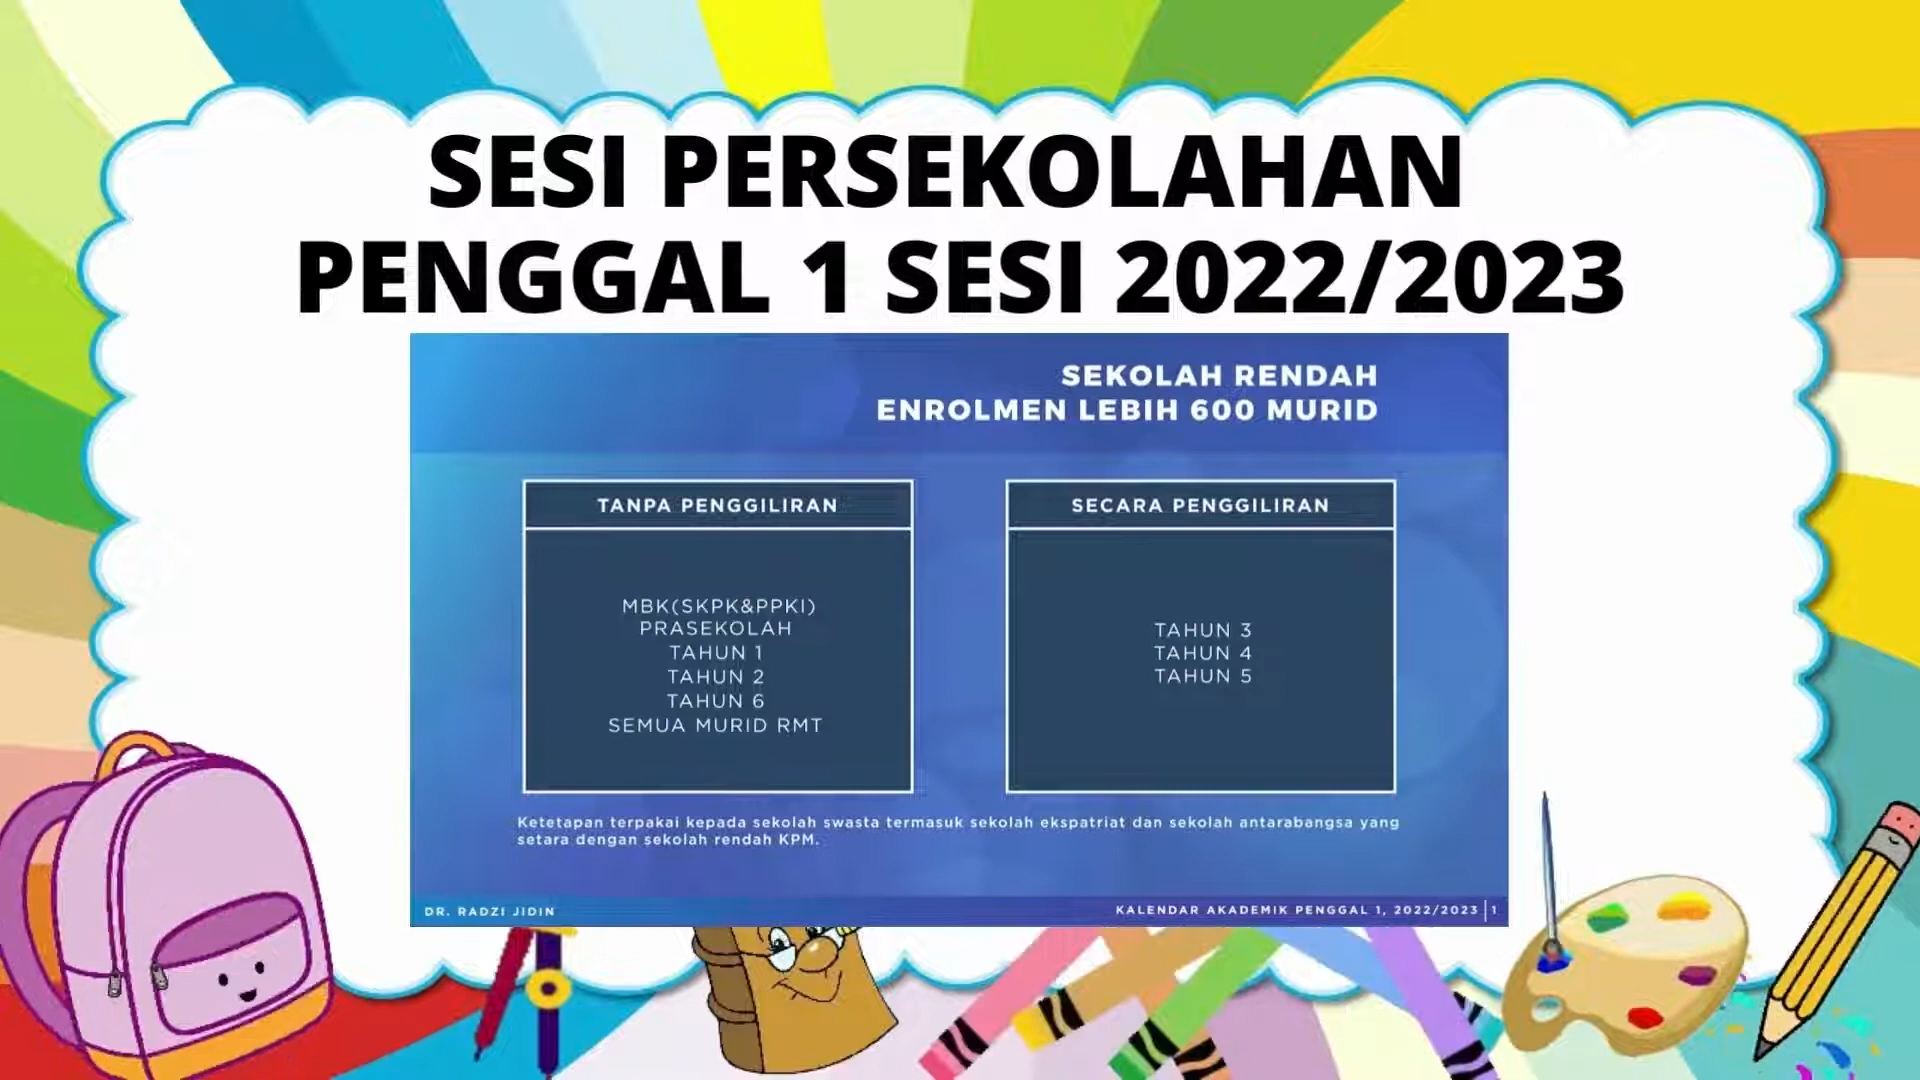 SESI PERSEKOLAHAN
PENGGAL 1 SESI 2022/2023
SEKOLAH RENDAH
ENROLMEN LEBIH 600 MURID
TANPA PENGGILIRAN
MBK(SKPK&PPKI)
PRASEKOLAH
TAHUN 1
TAHUN 2
TAHUN 6
SEMUA MURID RMT
SECARA PENGGILIRAN
TAHUN 3
TAHUN 4
TAHUN 5
Ketetapan terpakai kepada sekolah swasta termasuk sekolah ekspatriat dan sekolah antarabangsa yang
setara dengan sekolah rendah KPM.
DR. RADZI JIDIN
KALENDAR AKADEMIK PENGGAL 1, 2022/2023 | 1